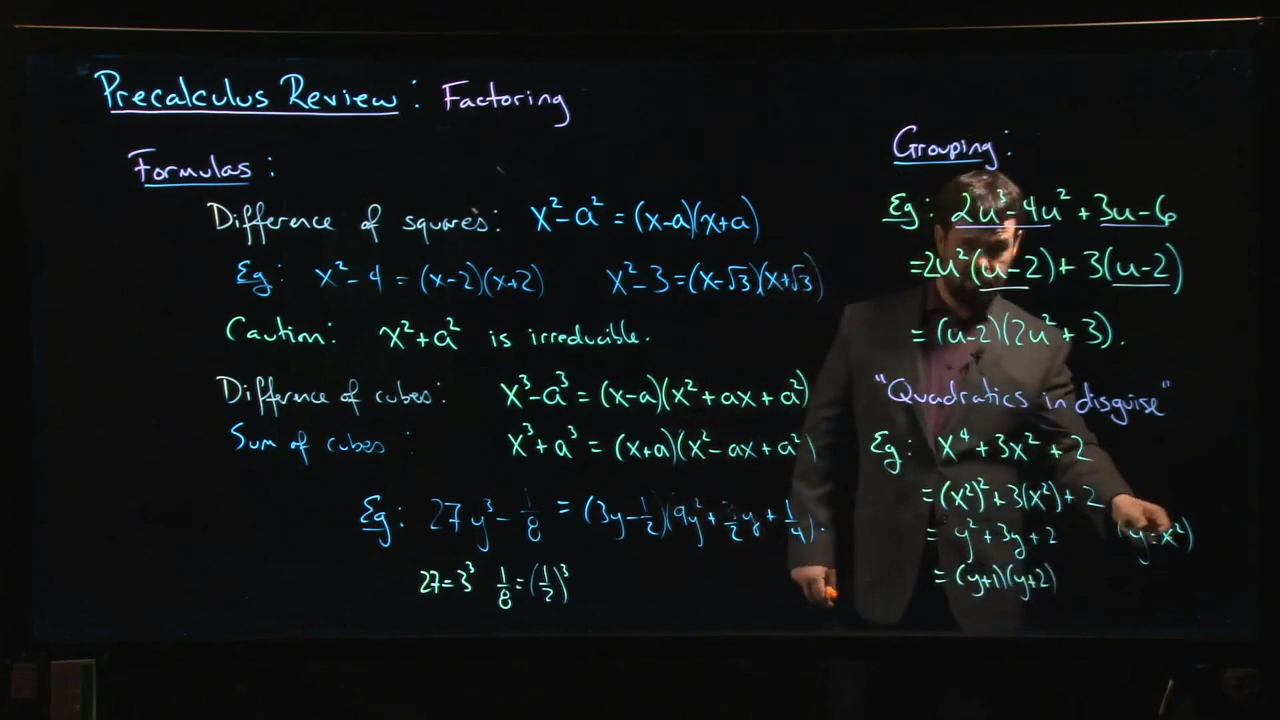 Precalculus Review: Factoring
Formulas:
Difference of squares: x²-a² = (x-a)(x+a)
Eg: x²-4 = (x-2)(x+2) x²-3=(x-√3)(x+√3)
Caution: x²+a² is irreducible.
Difference of cubes: x³-a³ = (x-a)(x²+ax+a²)
Sum of cubes: x³+a³ = (x+a)(x²-ax+a²)
Eg: 27y³-1/8 = (3y-1/2)(9y²+3/2y+1/4).
27=3³ 1/8=(1/2)³
Grouping:
Eg: 2u³-4u²+3u-6
=2u²(u-2)+3(u-2)
=(u-2)(2u²+3).
"Quadratics in disguise"
Eg: x⁴+3x²+2
=(x²)²+3(x²)+2
= y²+3y+2 (y=x²)
=(y+1)(y+2)